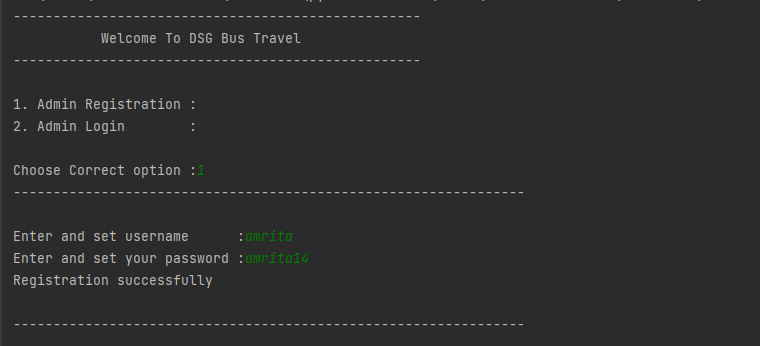 ---------------------------------------------------
Welcome To DSG Bus Travel
---------------------------------------------------
1. Admin Registration :
2. Admin Login        :
Choose Correct option :1
----------------------------------------------------------------
Enter and set username      :amrita
Enter and set your password :amrita14
Registration successfully
----------------------------------------------------------------